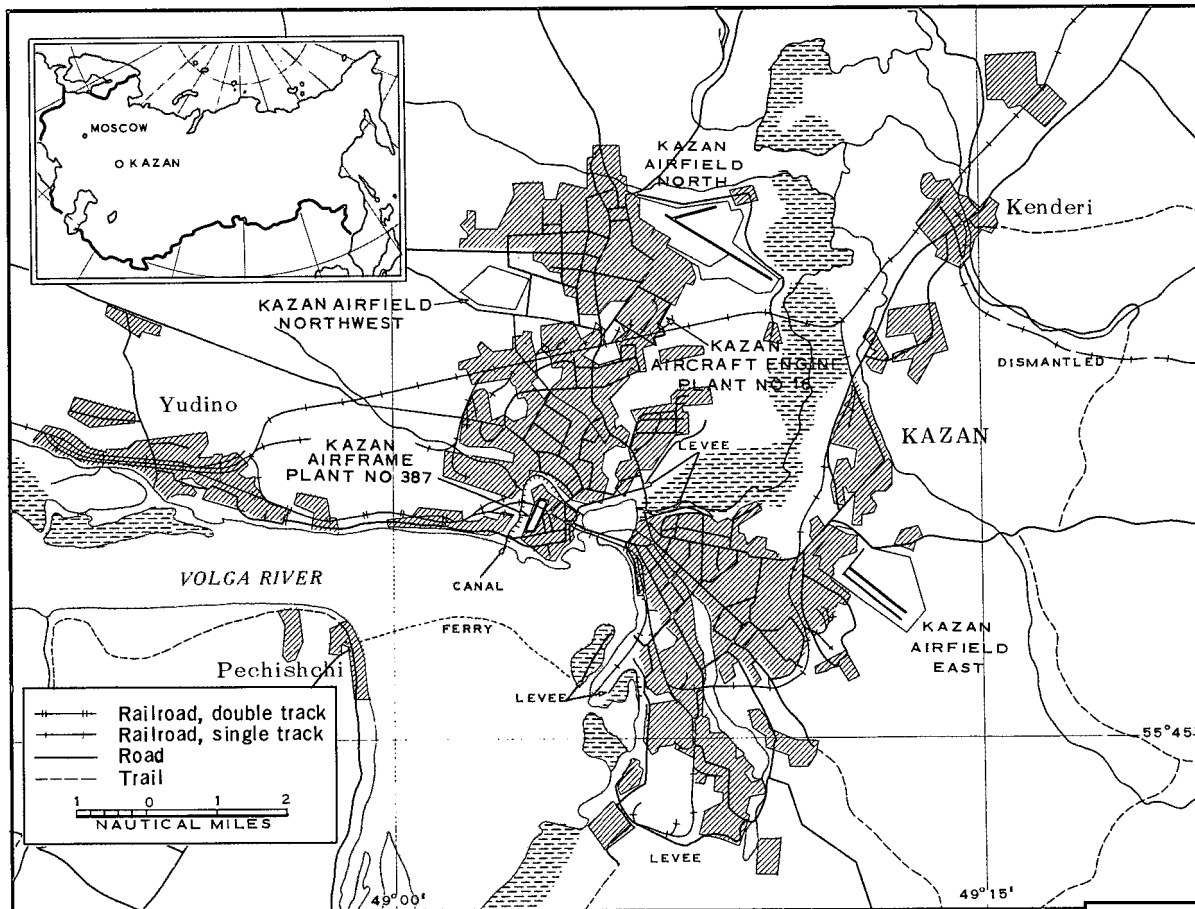 MOSCOW
KAZAN
KAZAN
AIRFIELD
NORTH
Kenderi
KAZAN AIRFIELD
NORTHWEST
KAZAN
AIRCRAFT ENGINE
PLANT NO 16
DISMANTLED
Yudino
KAZAN
AIRFRAME
PLANT NO 387
LEVEE
KAZAN
CANAL
VOLGA RIVER
FERRY
KAZAN
AIRFIELD
EAST
Pechishchi
LEVEE
Railroad, double track
Railroad, single track
Road
Trail
1 0 1 2
NAUTICAL MILES
55°45
LEVEE
49°00'
49°15'